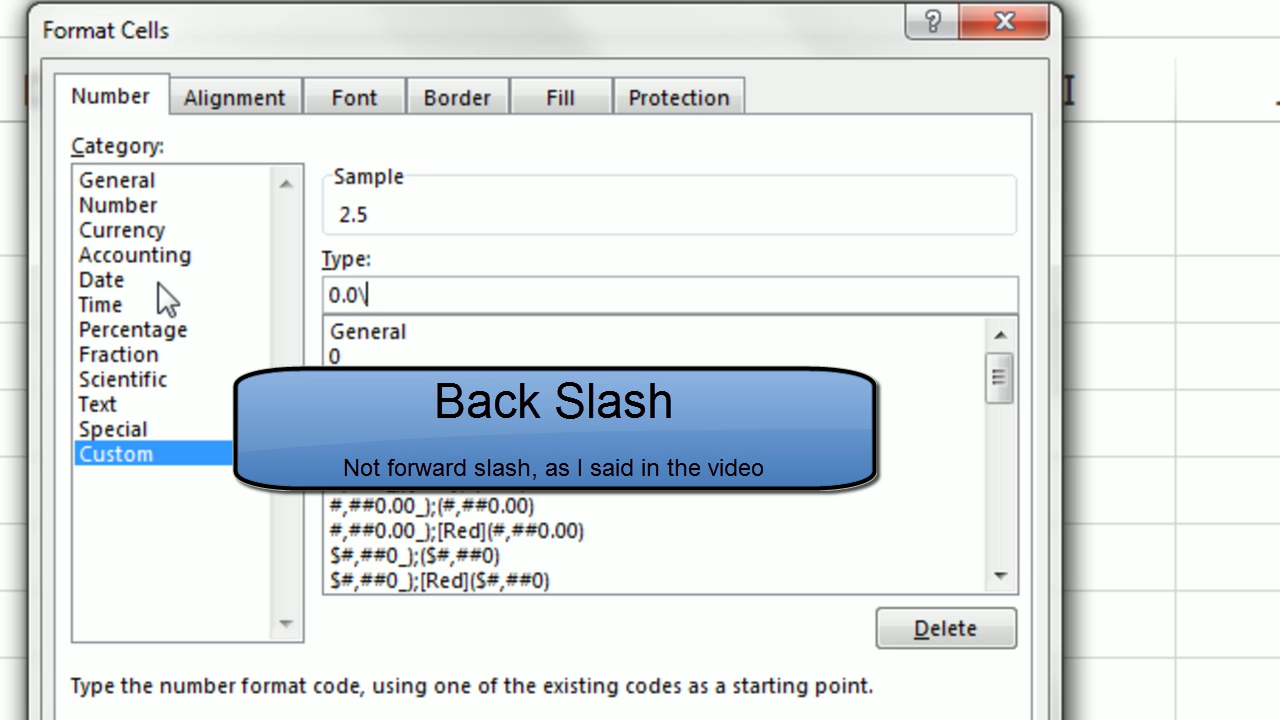 Format Cells
Number Alignment Font Border Fill Protection
I
Category:
General
Number
Currency
Accounting
Date
Time
Percentage
Fraction
Scientific
Text
Special
Custom
Sample
2.5
Type:
0.0\
General
0
Back Slash
Not forward slash, as I said in the video
#,##0.00_);(#,##0.00)
#,##0.00_);[Red](#,##0.00)
$#,##0_);($#,##0)
$#,##0_);[Red]($#,##0)
Delete
Type the number format code, using one of the existing codes as a starting point.